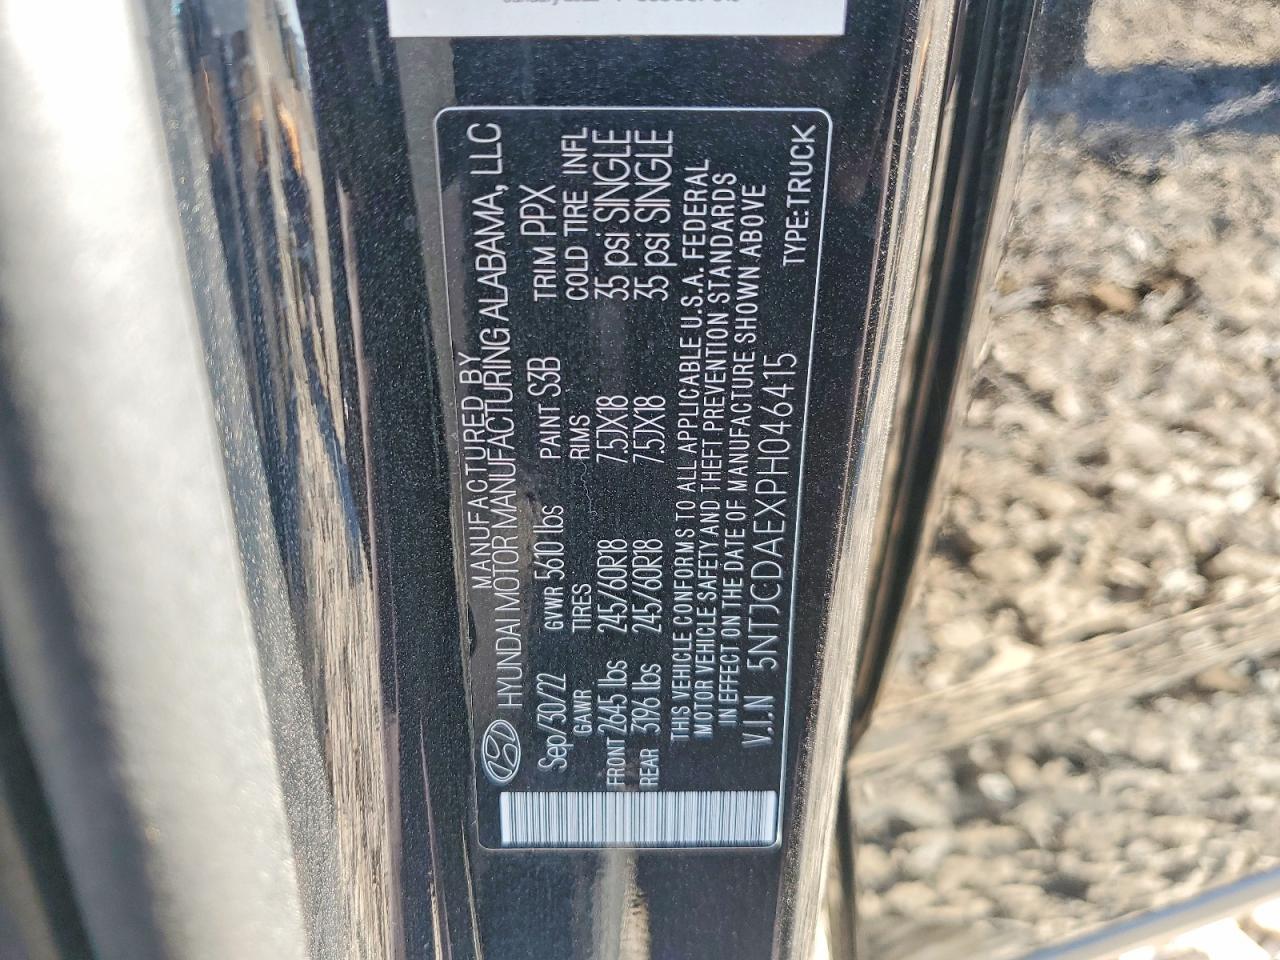 MANUFACTURED BY
HYUNDAI MOTOR MANUFACTURING ALABAMA, LLC
Sep/30/22 GVWR 5610 lbs PAINT S3B TRIM PPX
GAWR TIRES RIMS COLD TIRE INFL
FRONT 2645 lbs 245/60R18 7.5JX18 35 psi SINGLE
REAR 3196 lbs 245/60R18 7.5JX18 35 psi SINGLE
THIS VEHICLE CONFORMS TO ALL APPLICABLE U.S.A. FEDERAL
MOTOR VEHICLE SAFETY AND THEFT PREVENTION STANDARDS
IN EFFECT ON THE DATE OF MANUFACTURE SHOWN ABOVE
V.I.N 5NTJCDAEXPH046415
TYPE:TRUCK